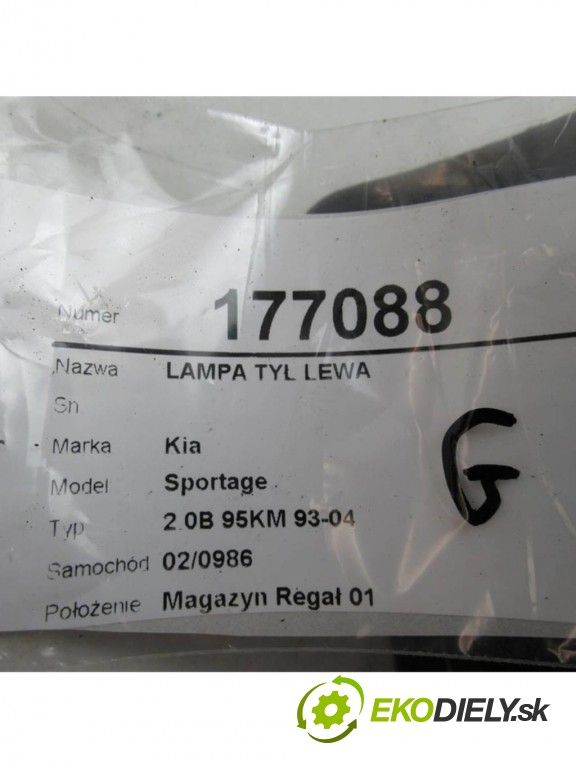 Numer 177088
Nazwa LAMPA TYL LEWA
Sn
Marka Kia
Model Sportage
Typ 2.0B 95KM 93-04
Samochód 02/0986
Położenie Magazyn Regał 01
G
EKODIELY.sk